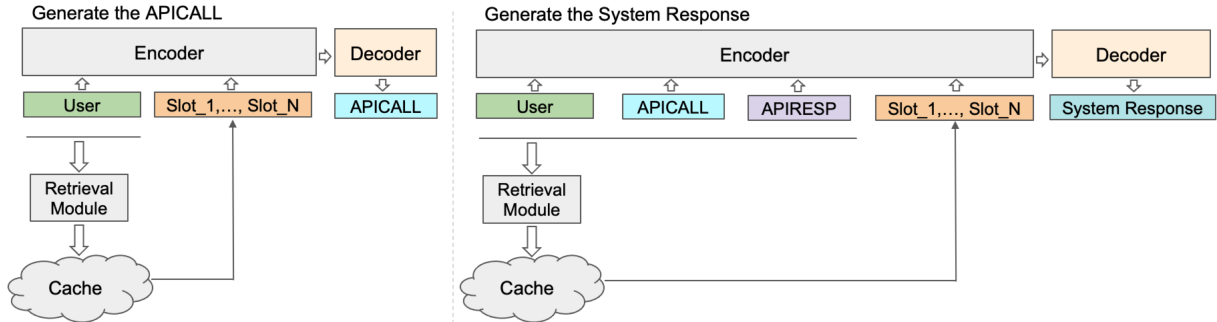 Generate the APICALL
Encoder
Decoder
User
Slot_1,..., Slot_N
APICALL
Retrieval
Module
Cache
Generate the System Response
Encoder
Decoder
User
APICALL
APIRESP
Slot_1,..., Slot_N
System Response
Retrieval
Module
Cache